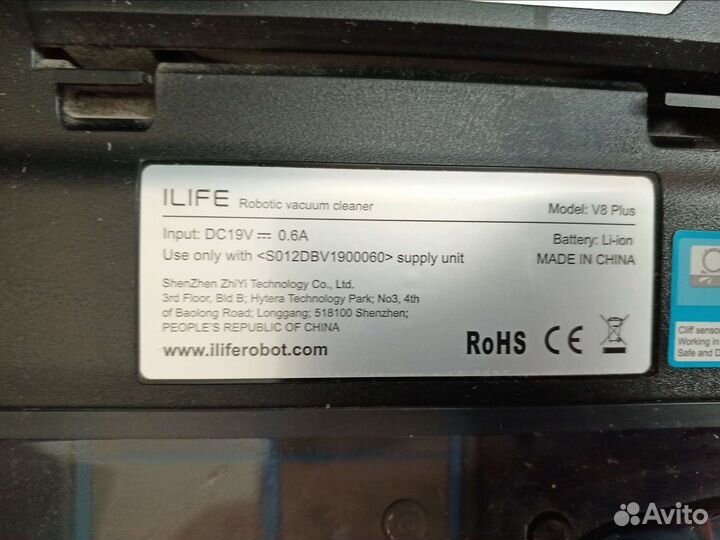 ILIFE Robotic vacuum cleaner Model: V8 Plus
Input: DC19V 0.6A Battery: Li-ion
Use only with <S012DBV1900060> supply unit MADE IN CHINA
ShenZhen ZhiYi Technology Co., Ltd.
3rd Floor, Bld B; Hytera Technology Park; No3, 4th
of Baolong Road; Longgang; 518100 Shenzhen;
PEOPLE'S REPUBLIC OF CHINA
www.iliferobot.com RoHS CE
Cliff sensor
Working in
Safe and D
Avito